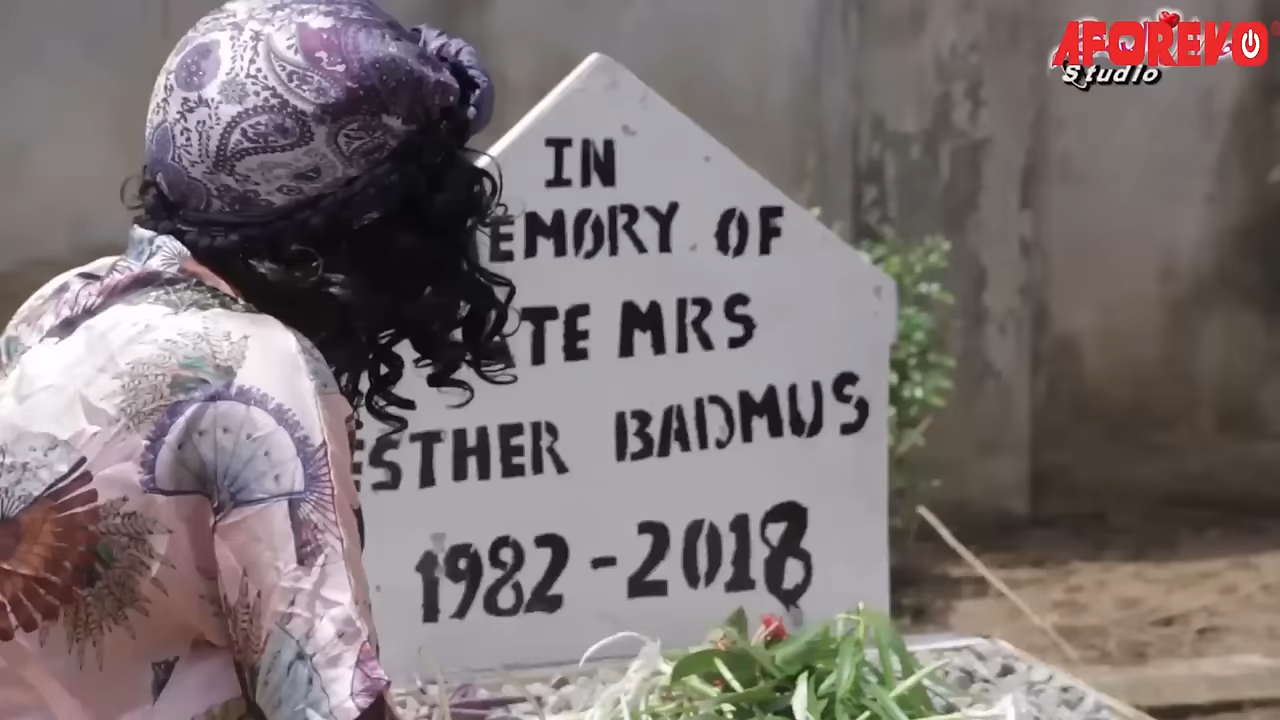 AFOREVO
Studio
IN
EMORY OF
TE MRS
ESTHER BADMUS
1982-2018